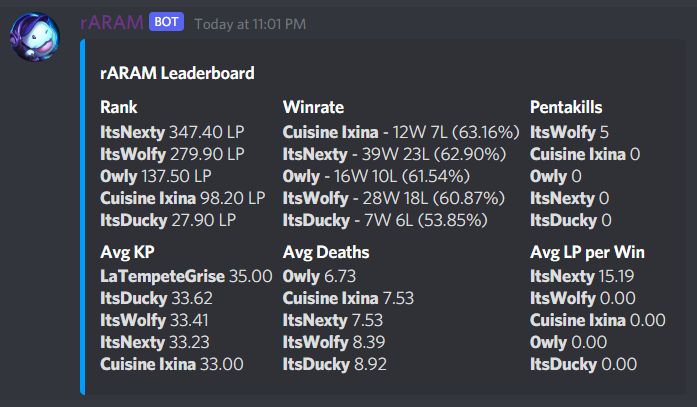 rARAM BOT Today at 11:01 PM
rARAM Leaderboard
Rank
ItsNexty 347.40 LP
ItsWolfy 279.90 LP
0wly 137.50 LP
Cuisine Ixina 98.20 LP
ItsDucky 27.90 LP
Winrate
Cuisine Ixina - 12W 7L (63.16%)
ItsNexty - 39W 23L (62.90%)
0wly - 16W 10L (61.54%)
ItsWolfy - 28W 18L (60.87%)
ItsDucky - 7W 6L (53.85%)
Pentakills
ItsWolfy 5
Cuisine Ixina 0
0wly 0
ItsNexty 0
ItsDucky 0
Avg KP
LaTempeteGrise 35.00
ItsDucky 33.62
ItsWolfy 33.41
ItsNexty 33.23
Cuisine Ixina 33.00
Avg Deaths
0wly 6.73
Cuisine Ixina 7.53
ItsNexty 7.53
ItsWolfy 8.39
ItsDucky 8.92
Avg LP per Win
ItsNexty 15.19
ItsWolfy 0.00
Cuisine Ixina 0.00
0wly 0.00
ItsDucky 0.00